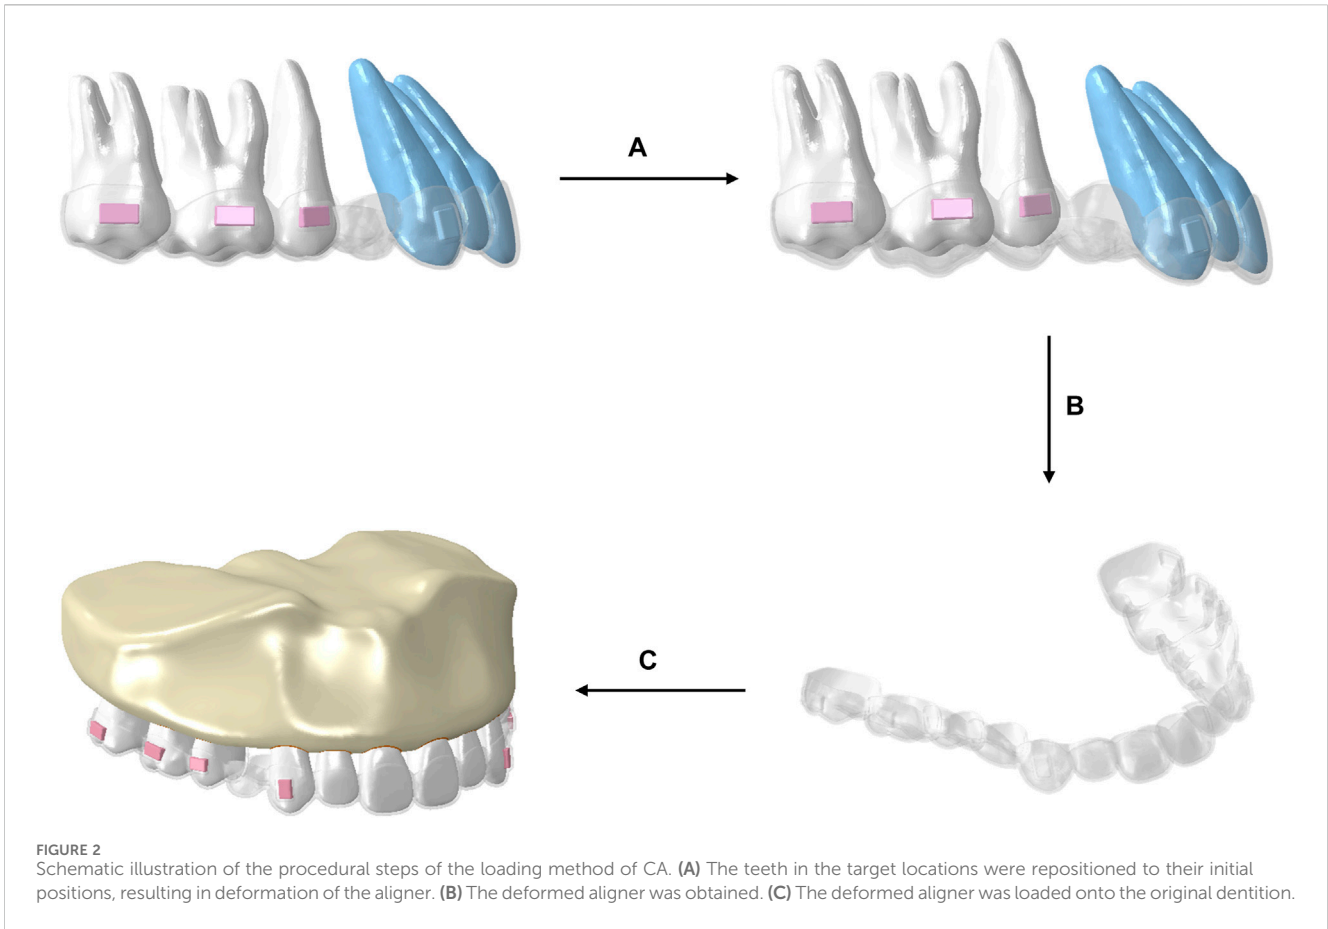 A
B
C
FIGURE 2
Schematic illustration of the procedural steps of the loading method of CA. (A) The teeth in the target locations were repositioned to their initial
positions, resulting in deformation of the aligner. (B) The deformed aligner was obtained. (C) The deformed aligner was loaded onto the original dentition.